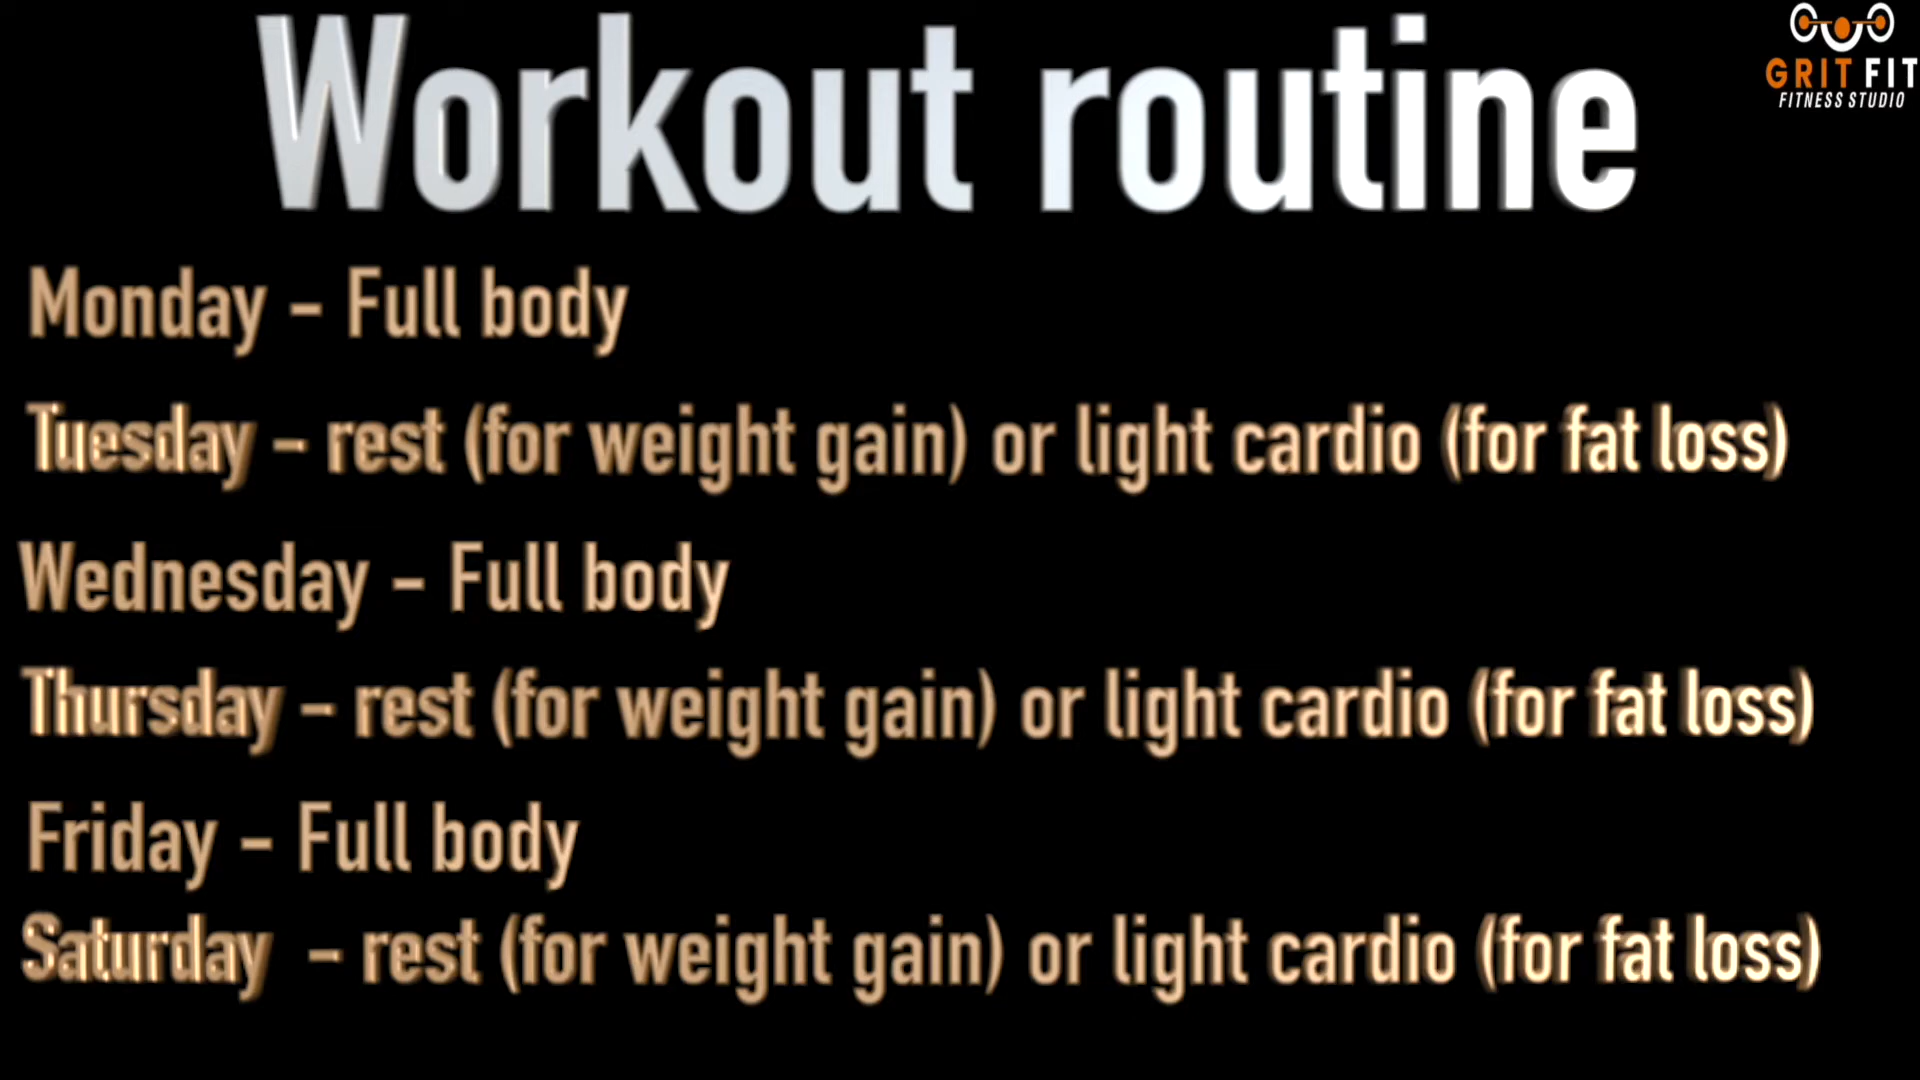 Workout routine
GRIT FIT
FITNESS STUDIO
Monday - Full body
Tuesday - rest (for weight gain) or light cardio (for fat loss)
Wednesday - Full body
Thursday - rest (for weight gain) or light cardio (for fat loss)
Friday - Full body
Saturday - rest (for weight gain) or light cardio (for fat loss)